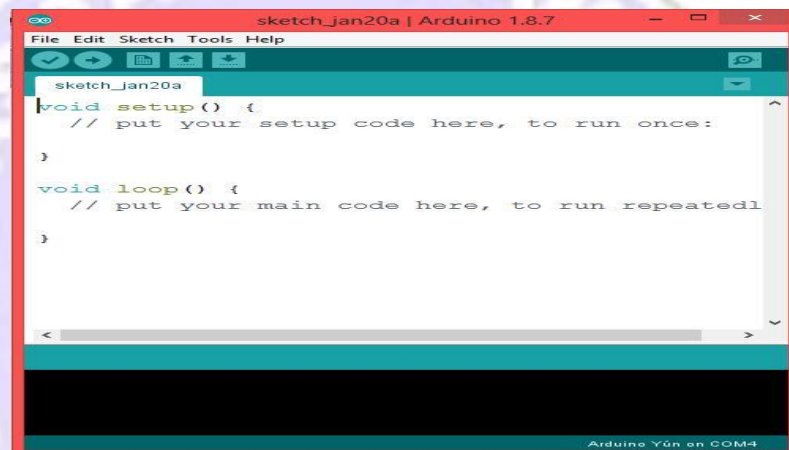 sketch_jan20a | Arduino 1.8.7
File Edit Sketch Tools Help
sketch_jan20a
void setup() {
// put your setup code here, to run once:
}
void loop() {
// put your main code here, to run repeatedl
}
Arduino Yún on COM4